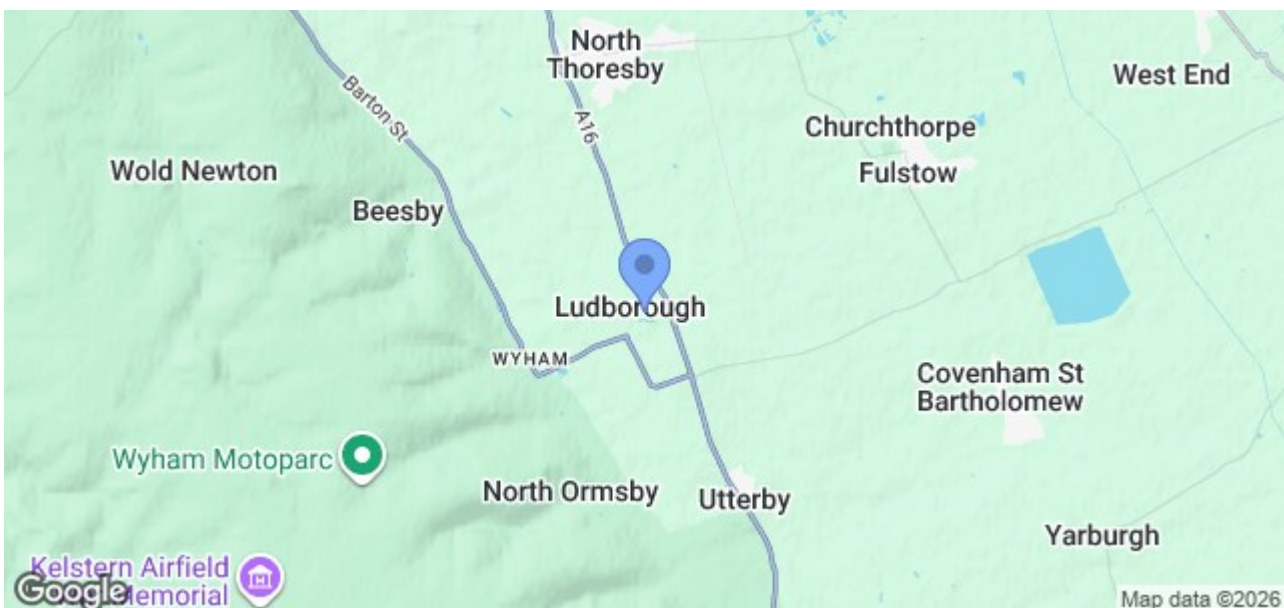 North
Thoresby
West End
Barton St
A16
Churchthorpe
Fulstow
Wold Newton
Beesby
Ludborough
WYHAM
Covenham St
Bartholomew
Wyham Motoparc
North Ormsby
Utterby
Yarburgh
Kelstern Airfield
Memorial
Google
Map data ©2026